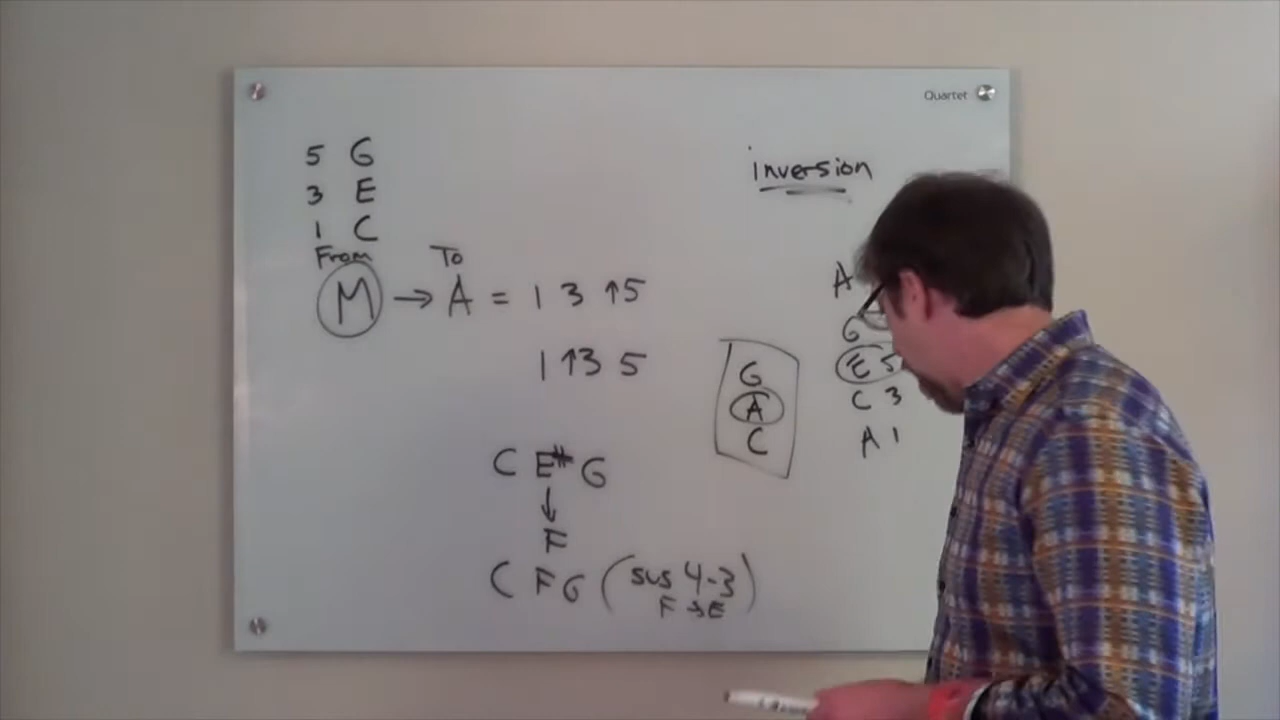 Quartet
5 G
3 E
1 C
From To
M → A = 1 3 ↑5
1 ↑3 5
C E# G
↓
F
C F G (sus 4-3)
F → E
inversion
G
A
C
A
G
E 5
C 3
A 1